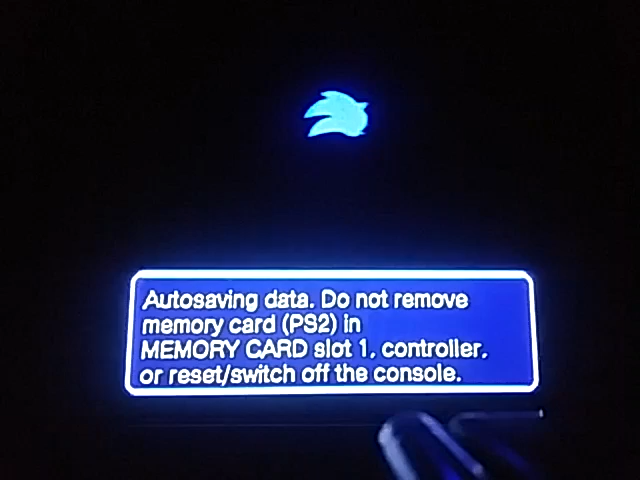 Autosaving data. Do not remove
memory card (PS2) in
MEMORY CARD slot 1, controller,
or reset/switch off the console.